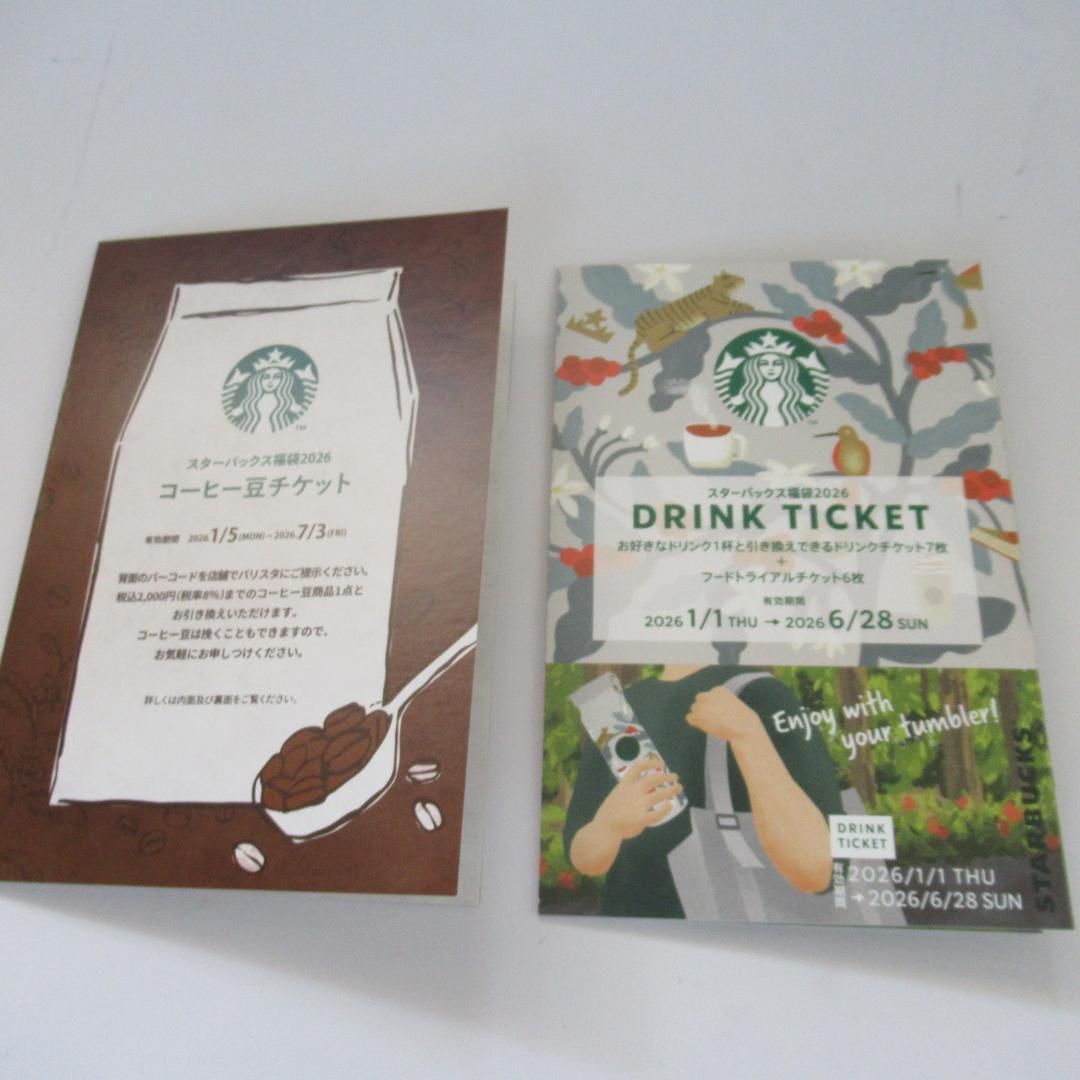 TM
スターバックス福袋2026
コーヒー豆チケット
有効期間 2026.1/5(MON)~2026.7/3(FRI)
背面のバーコードを店舗でバリスタにご提示ください。
税込2,000円(税率8%)までのコーヒー豆商品1点と
お引き換えいただけます。
コーヒー豆は挽くこともできますので、
お気軽にお申しつけください。
詳しくは内面及び裏面をご覧ください。
TM
スターバックス福袋2026
DRINK TICKET
お好きなドリンク1杯と引き換えできるドリンクチケット7枚
+
フードトライアルチケット6枚
有効期間
2026 1/1 THU → 2026 6/28 SUN
Enjoy with
your tumbler!
STARBUCKS
DRINK
TICKET
有効期間
2026/1/1 THU
→2026/6/28 SUN